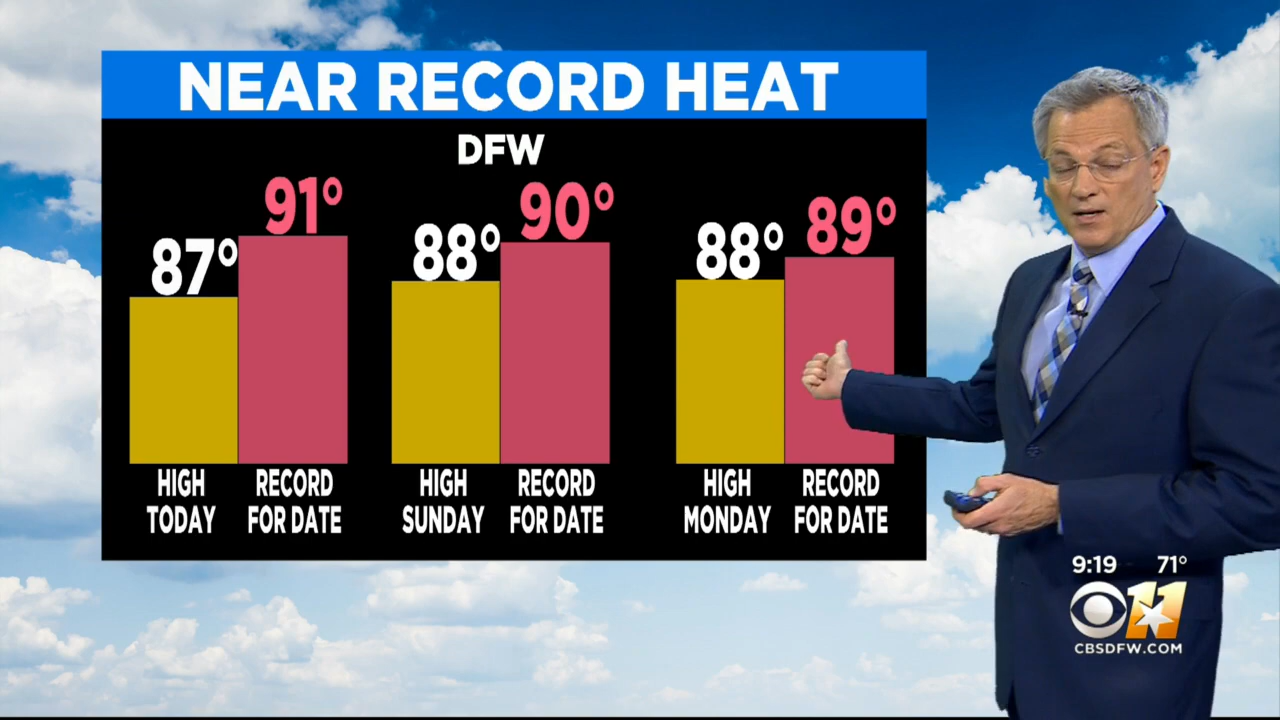 NEAR RECORD HEAT
DFW
87° 91° 88° 90° 88° 89°
HIGH TODAY
RECORD FOR DATE
HIGH SUNDAY
RECORD FOR DATE
HIGH MONDAY
RECORD FOR DATE
9:19 71°
11
CBSDFW.COM